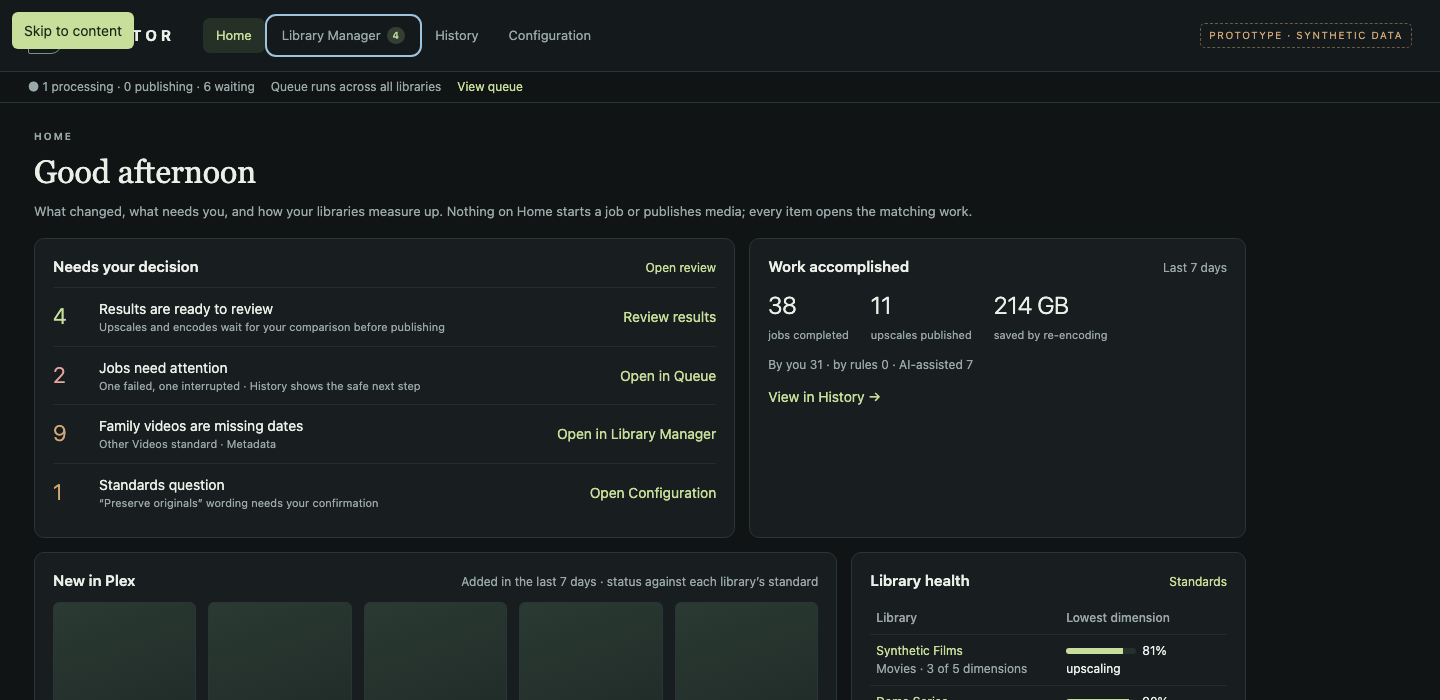 Skip to content
TOR
Home
Library Manager 4
History
Configuration
PROTOTYPE · SYNTHETIC DATA
1 processing · 0 publishing · 6 waiting
Queue runs across all libraries
View queue
HOME
Good afternoon
What changed, what needs you, and how your libraries measure up. Nothing on Home starts a job or publishes media; every item opens the matching work.
Needs your decision
Open review
4
Results are ready to review
Upscales and encodes wait for your comparison before publishing
Review results
2
Jobs need attention
One failed, one interrupted · History shows the safe next step
Open in Queue
9
Family videos are missing dates
Other Videos standard · Metadata
Open in Library Manager
1
Standards question
“Preserve originals” wording needs your confirmation
Open Configuration
Work accomplished
Last 7 days
38
jobs completed
11
upscales published
214 GB
saved by re-encoding
By you 31 · by rules 0 · AI-assisted 7
View in History →
New in Plex
Added in the last 7 days · status against each library’s standard
Library health
Standards
Library
Lowest dimension
Synthetic Films
81%
Movies · 3 of 5 dimensions
upscaling